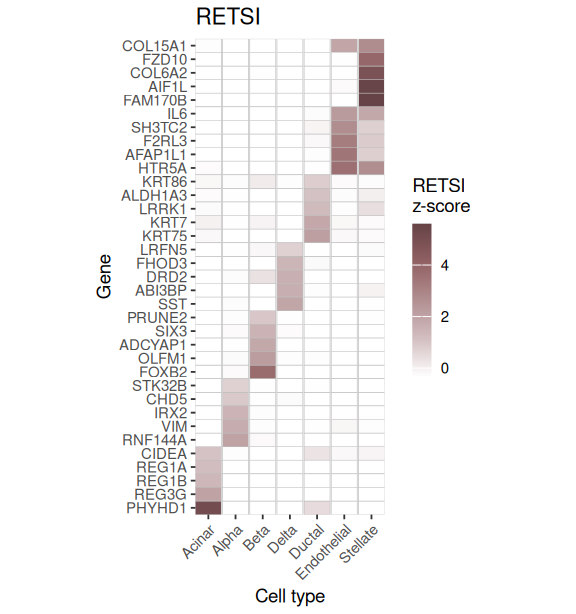 RETSI
COL15A1
FZD10
COL6A2
AIF1L
FAM170B
IL6
SH3TC2
F2RL3
AFAP1L1
HTR5A
KRT86
ALDH1A3
LRRK1
KRT7
KRT75
LRFN5
FHOD3
DRD2
ABI3BP
SST
PRUNE2
SIX3
ADCYAP1
OLFM1
FOXB2
STK32B
CHD5
IRX2
VIM
RNF144A
CIDEA
REG1A
REG1B
REG3G
PHYHD1
Gene
Acinar
Alpha
Beta
Delta
Ductal
Endothelial
Stellate
Cell type
RETSI
z-score
4
2
0